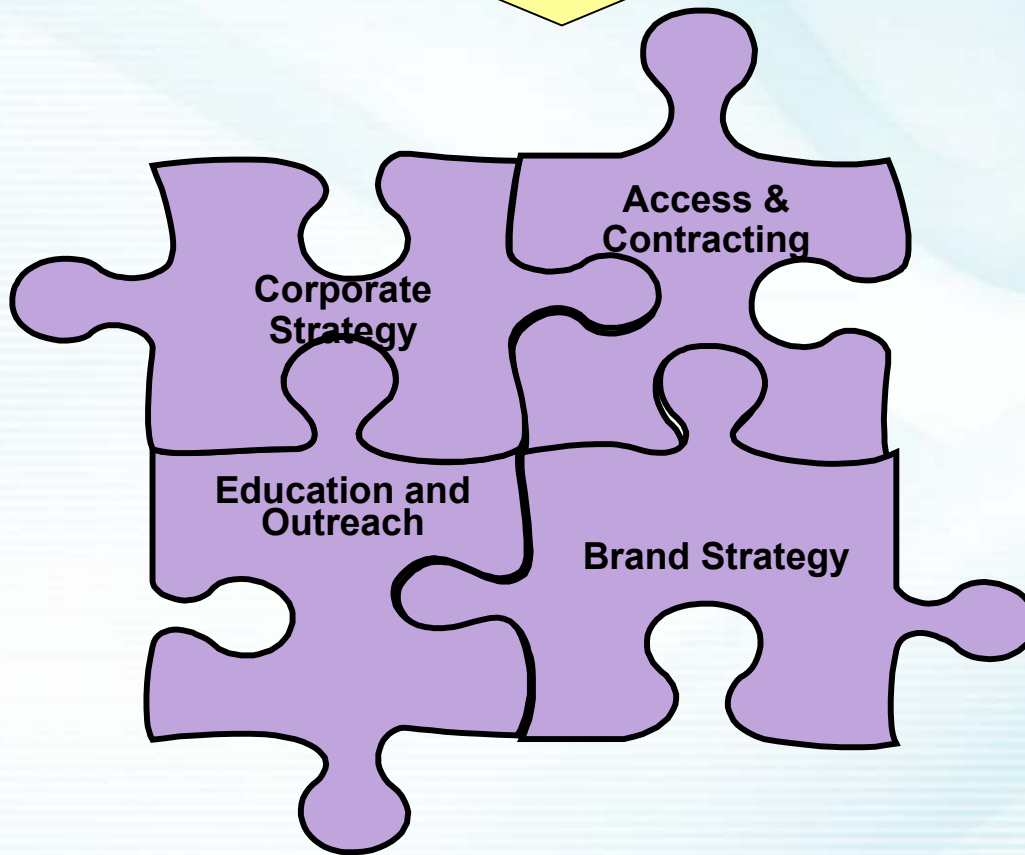 Corporate
Strategy
Access &
Contracting
Education and
Outreach
Brand Strategy